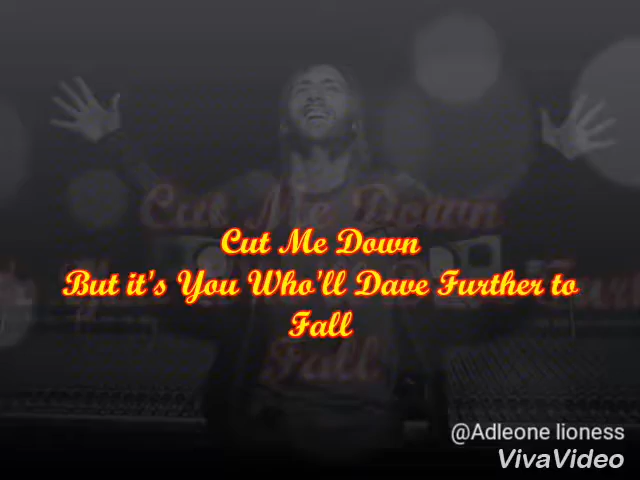 Cut Me Down
Cut Me Down
But it's You Who'll Dave Further to
Fall
Fall
@Adleone lioness
VivaVideo